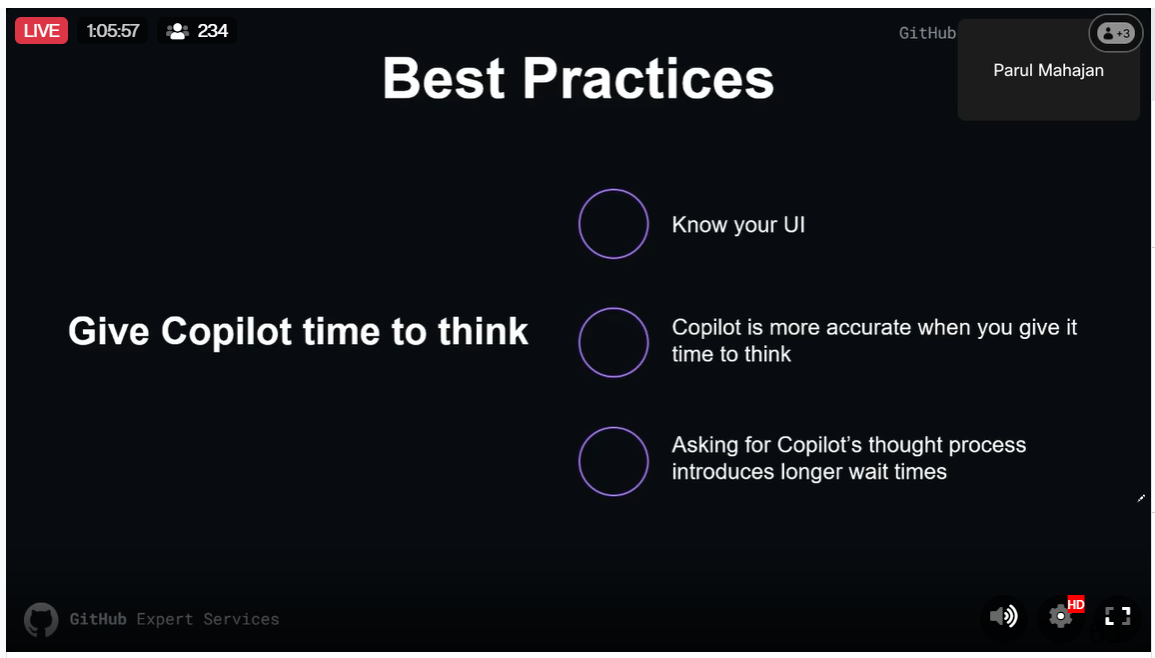 LIVE 1:05:57 234
GitHub
+3
Parul Mahajan
Best Practices
Know your UI
Give Copilot time to think
Copilot is more accurate when you give it
time to think
Asking for Copilot’s thought process
introduces longer wait times
GitHub Expert Services
HD